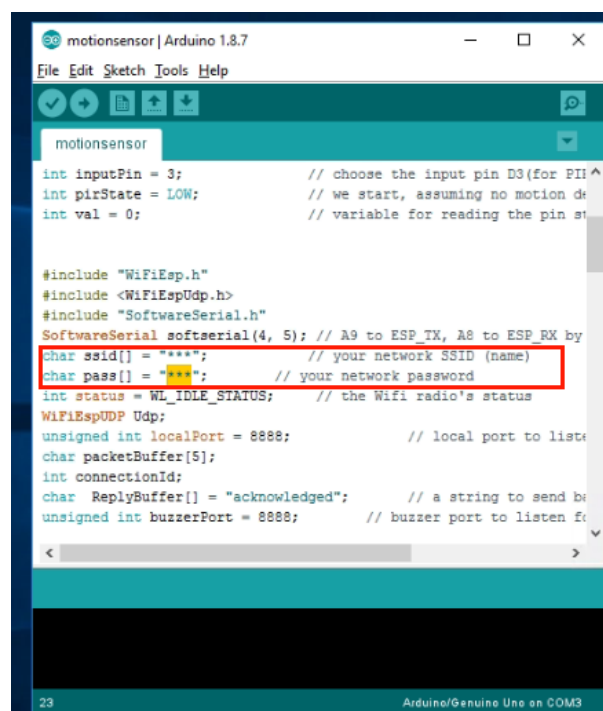 motionsensor | Arduino 1.8.7
File Edit Sketch Tools Help
motionsensor
int inputPin = 3; // choose the input pin D3(for PIR
int pirState = LOW; // we start, assuming no motion de
int val = 0; // variable for reading the pin st
#include "WiFiEsp.h"
#include <WiFiEspUdp.h>
#include "SoftwareSerial.h"
SoftwareSerial softserial(4, 5); // A9 to ESP_TX, A8 to ESP_RX by
char ssid[] = "***"; // your network SSID (name)
char pass[] = "***"; // your network password
int status = WL_IDLE_STATUS; // the Wifi radio's status
WiFiEspUDP Udp;
unsigned int localPort = 8888; // local port to liste
char packetBuffer[5];
int connectionId;
char ReplyBuffer[] = "acknowledged"; // a string to send ba
unsigned int buzzerPort = 8888; // buzzer port to listen fo
23
Arduino/Genuino Uno on COM3